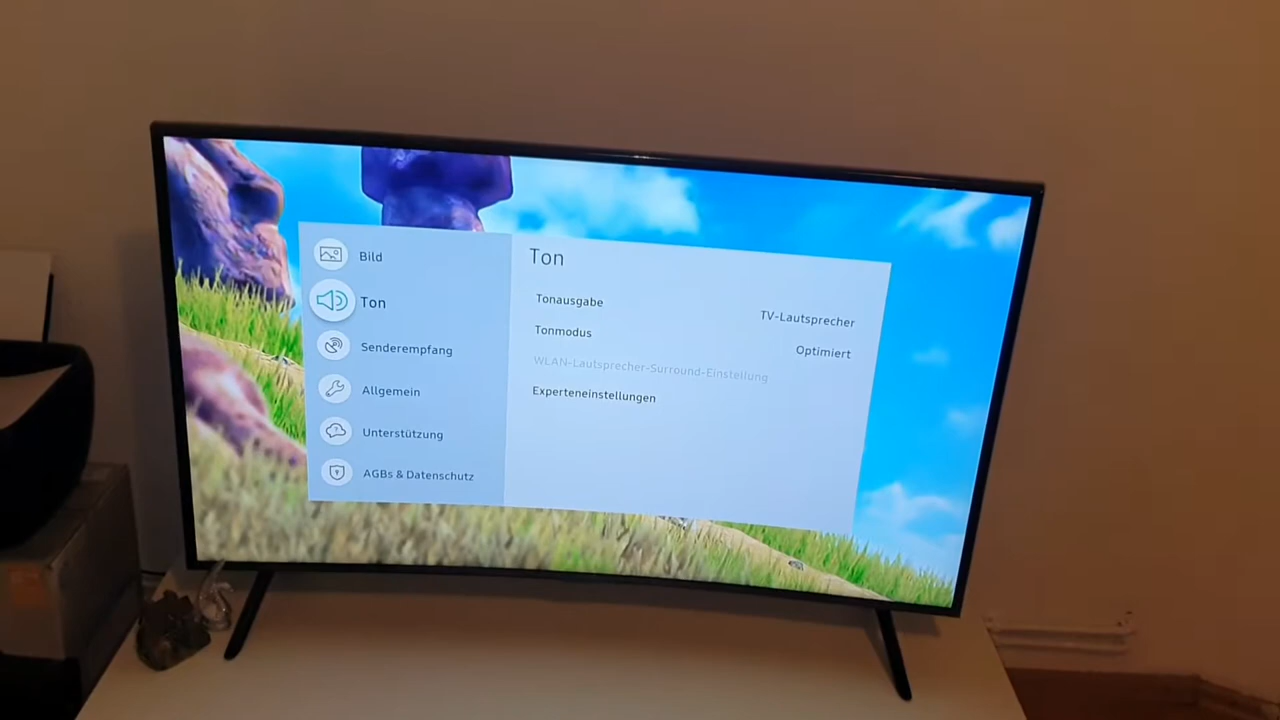 Bild
Ton
Senderempfang
Allgemein
Unterstützung
AGBs & Datenschutz
Ton
Tonausgabe TV-Lautsprecher
Tonmodus Optimiert
WLAN-Lautsprecher-Surround-Einstellung
Experteneinstellungen